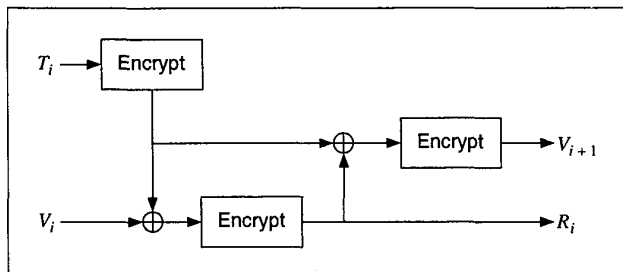 T_i
Encrypt
Encrypt
V_{i+1}
V_i
Encrypt
R_i